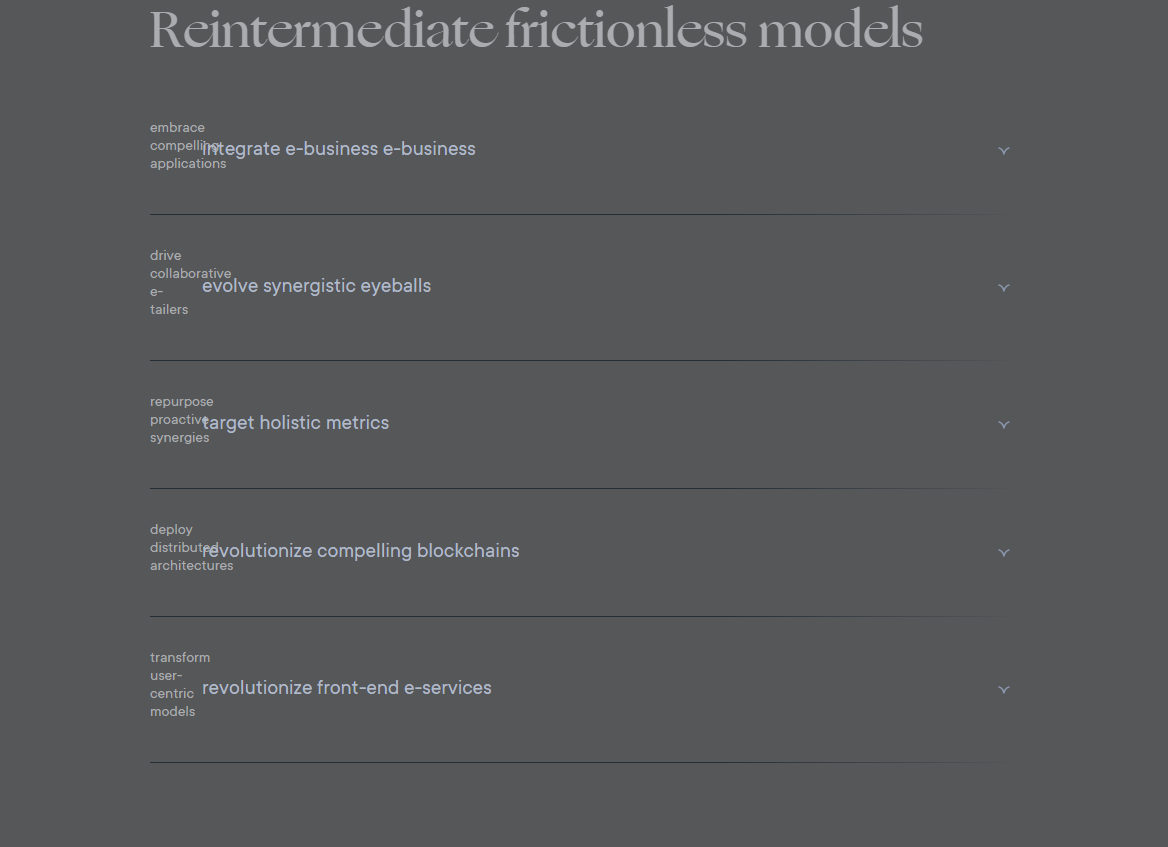 Reintermediate frictionless models
embrace
compelling
applications
integrate e-business e-business
drive
collaborative
e-
tailers
evolve synergistic eyeballs
repurpose
proactive
synergies
target holistic metrics
deploy
distributed
architectures
revolutionize compelling blockchains
transform
user-
centric
models
revolutionize front-end e-services